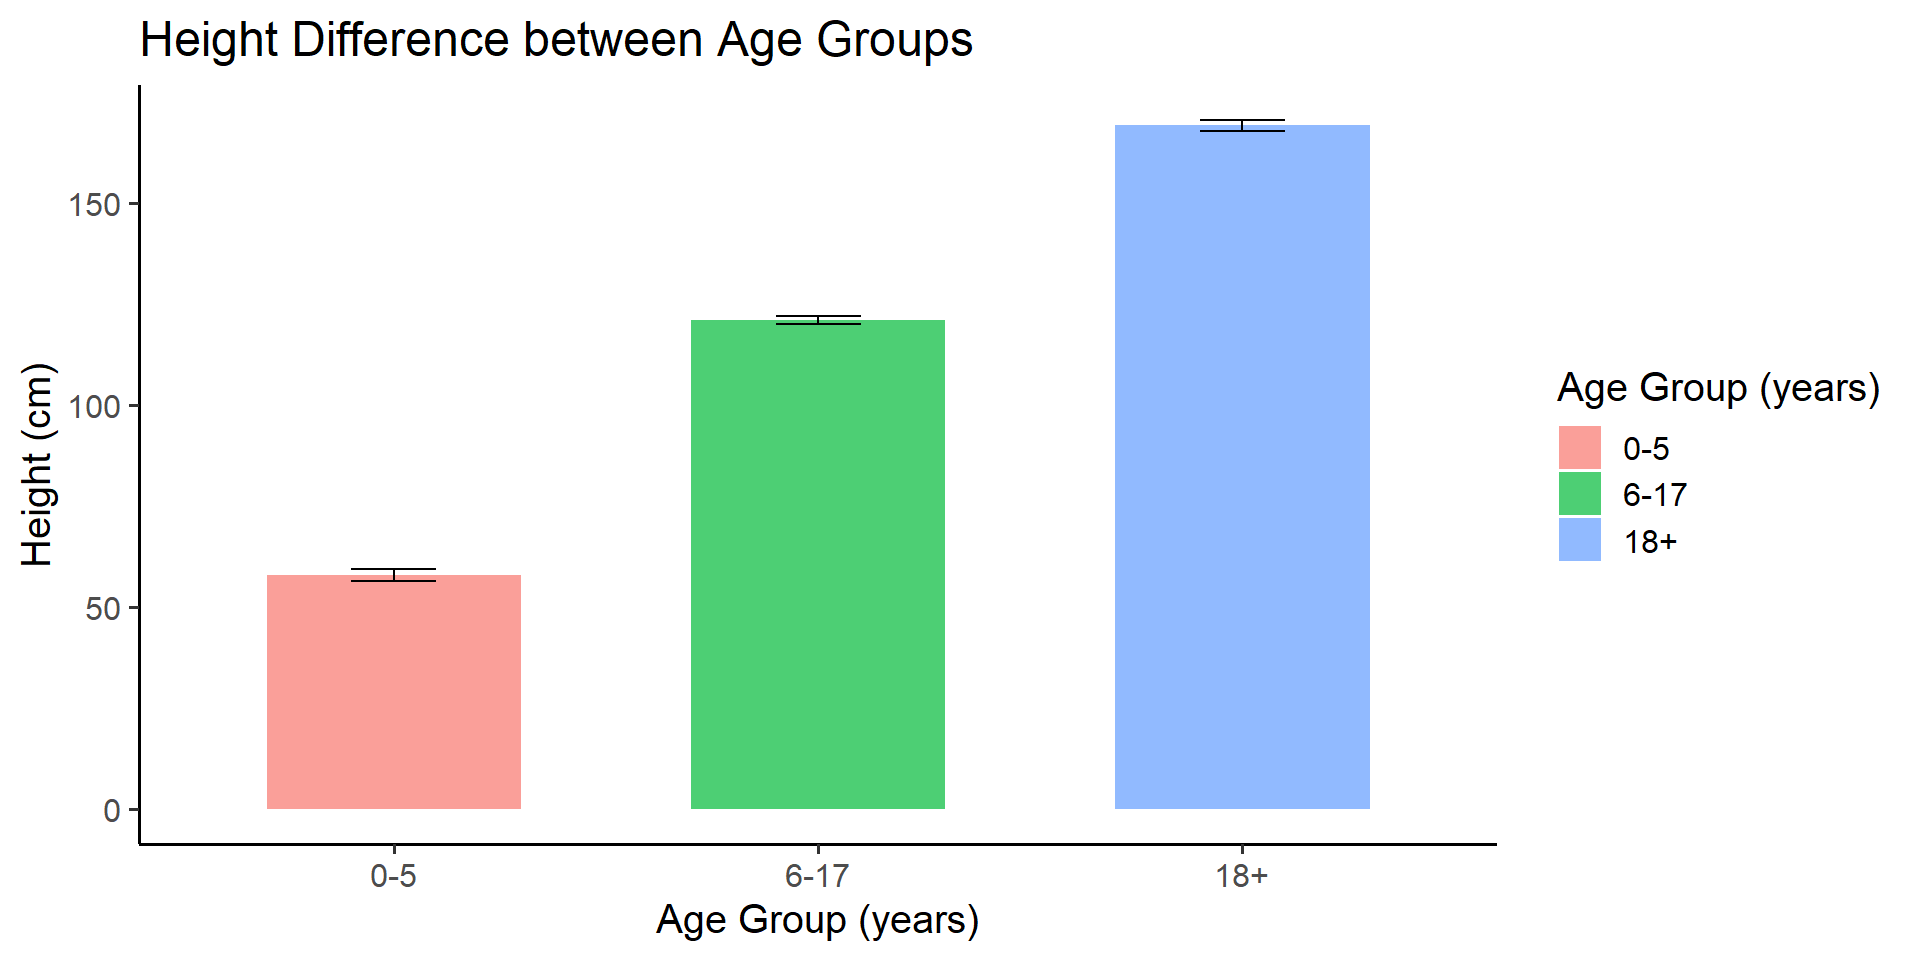 Height Difference between Age Groups
Height (cm)
150
100
50
0
0-5
6-17
18+
Age Group (years)
Age Group (years)
0-5
6-17
18+